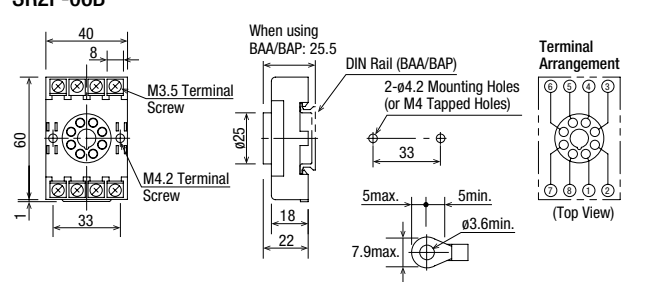 40
8
M3.5 Terminal
Screw
60
M4.2 Terminal
Screw
1
33
When using
BAA/BAP: 25.5
DIN Rail (BAA/BAP)
ø25
18
22
2-ø4.2 Mounting Holes
(or M4 Tapped Holes)
33
5max.
5min.
ø3.6min.
7.9max.
Terminal
Arrangement
6 5 4 3
7 8 1 2
(Top View)